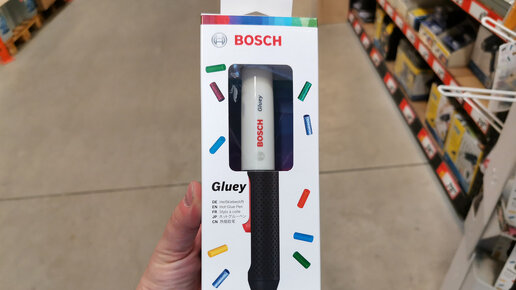 BOSCH
Gluey
BOSCH
Gluey
DE Heißklebestift
EN Hot Glue Pen
FR Stylo à colle
JP ホットグルーペン
CN 热熔胶笔